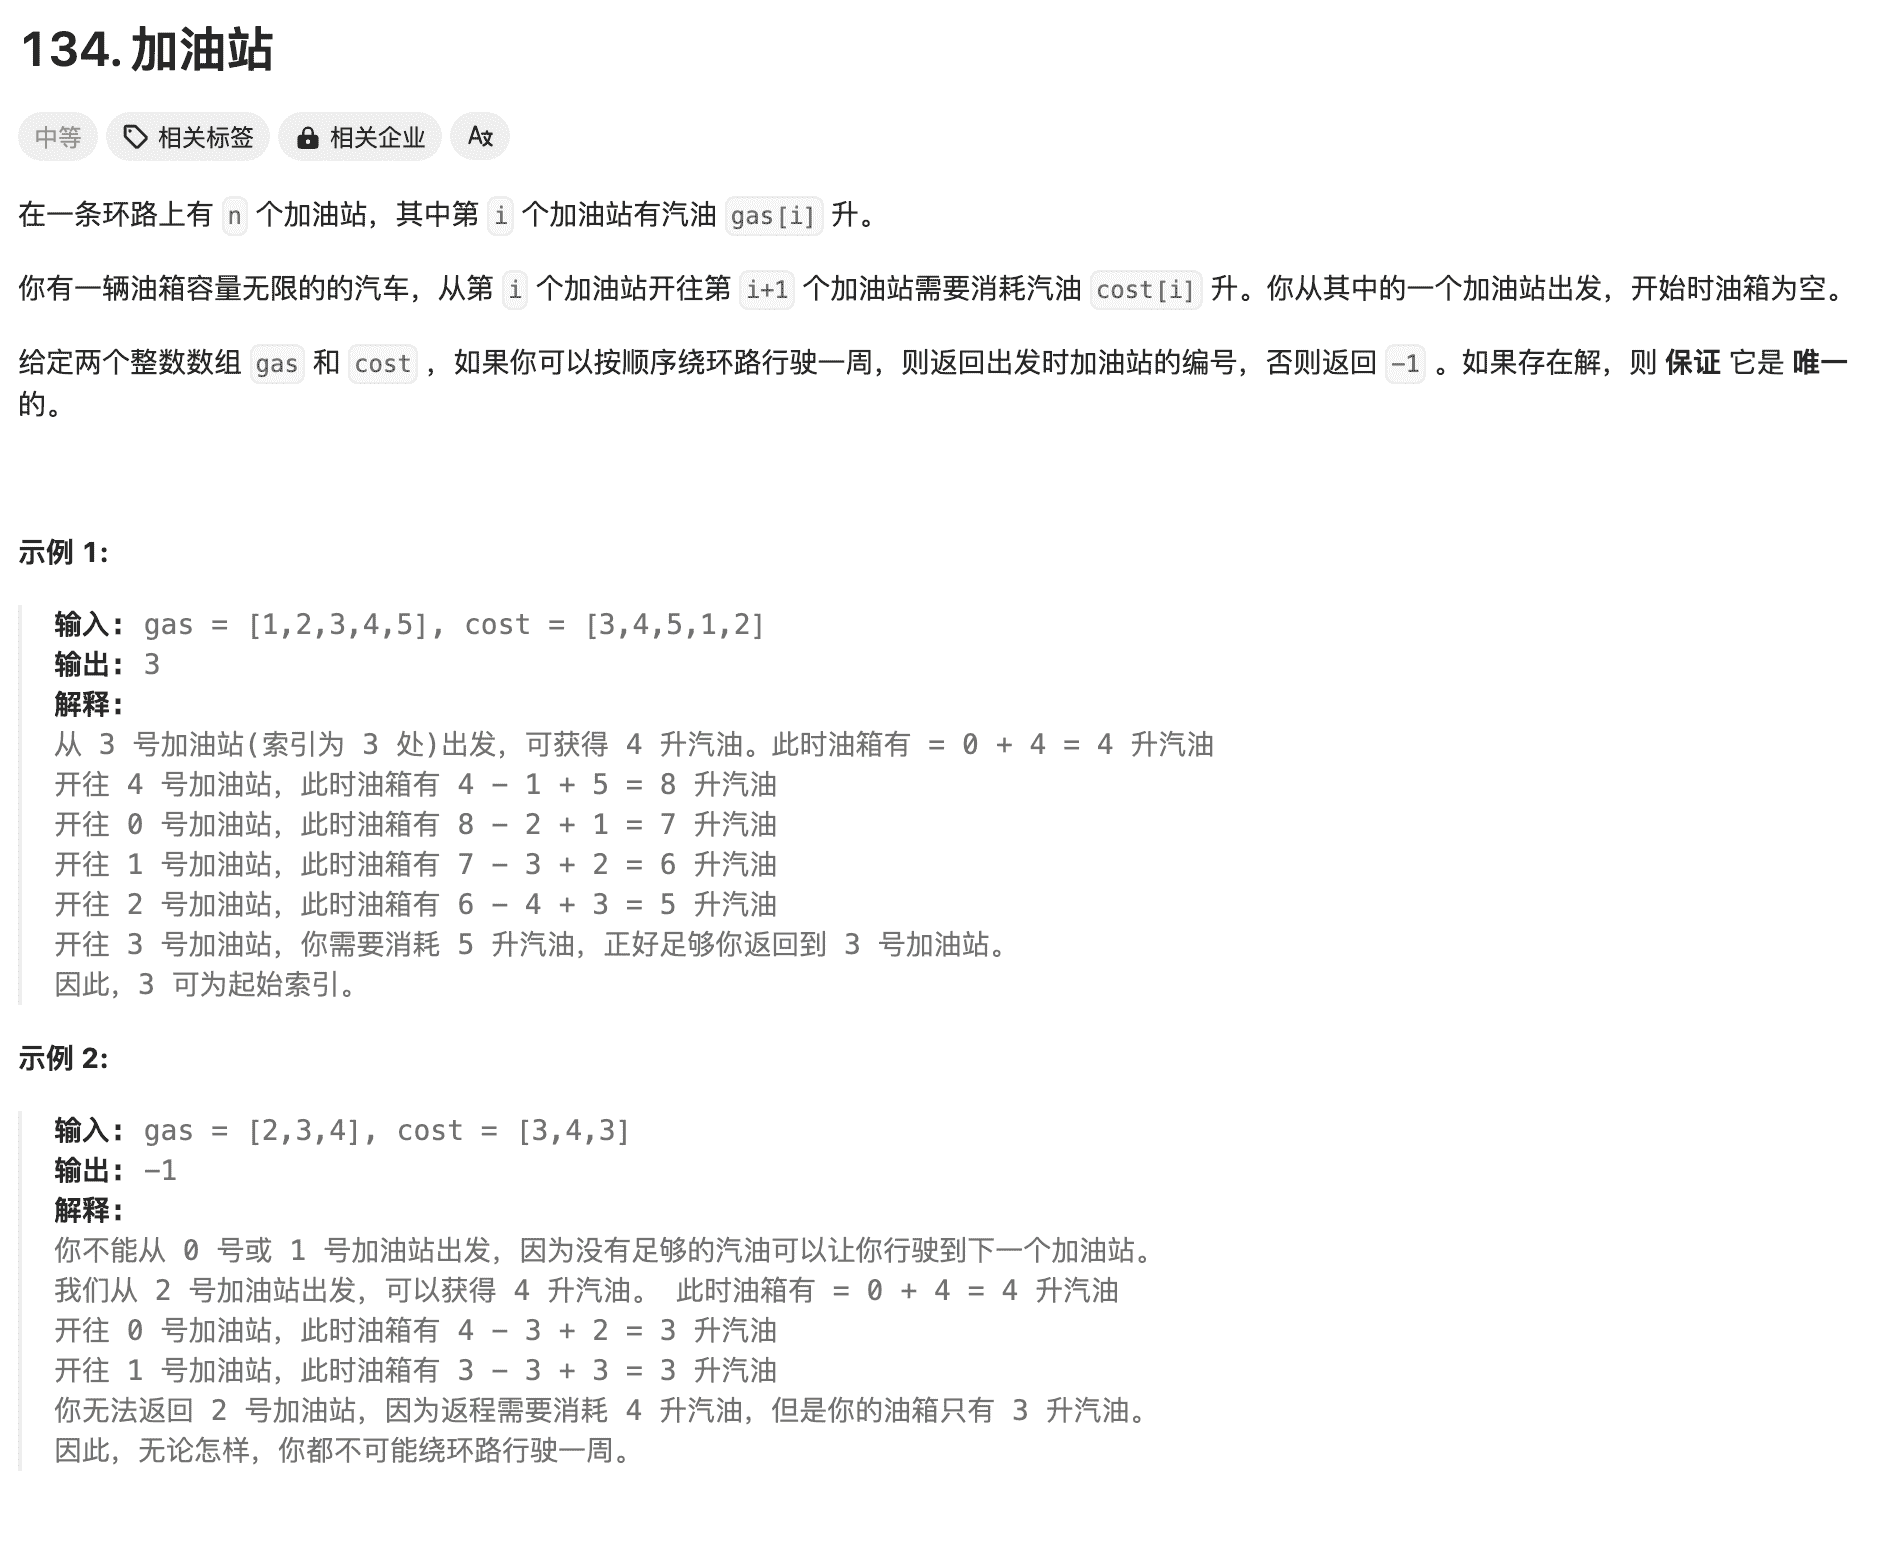 134. 加油站
中等 相关标签 相关企业 A文
在一条环路上有 n 个加油站，其中第 i 个加油站有汽油 gas[i] 升。
你有一辆油箱容量无限的的汽车，从第 i 个加油站开往第 i+1 个加油站需要消耗汽油 cost[i] 升。你从其中的一个加油站出发，开始时油箱为空。
给定两个整数数组 gas 和 cost ，如果你可以按顺序绕环路行驶一周，则返回出发时加油站的编号，否则返回 -1 。如果存在解，则 保证 它是 唯一
的。
示例 1:
输入: gas = [1,2,3,4,5], cost = [3,4,5,1,2]
输出: 3
解释:
从 3 号加油站(索引为 3 处)出发，可获得 4 升汽油。此时油箱有 = 0 + 4 = 4 升汽油
开往 4 号加油站，此时油箱有 4 - 1 + 5 = 8 升汽油
开往 0 号加油站，此时油箱有 8 - 2 + 1 = 7 升汽油
开往 1 号加油站，此时油箱有 7 - 3 + 2 = 6 升汽油
开往 2 号加油站，此时油箱有 6 - 4 + 3 = 5 升汽油
开往 3 号加油站，你需要消耗 5 升汽油，正好足够你返回到 3 号加油站。
因此，3 可为起始索引。
示例 2:
输入: gas = [2,3,4], cost = [3,4,3]
输出: -1
解释:
你不能从 0 号或 1 号加油站出发，因为没有足够的汽油可以让你行驶到下一个加油站。
我们从 2 号加油站出发，可以获得 4 升汽油。 此时油箱有 = 0 + 4 = 4 升汽油
开往 0 号加油站，此时油箱有 4 - 3 + 2 = 3 升汽油
开往 1 号加油站，此时油箱有 3 - 3 + 3 = 3 升汽油
你无法返回 2 号加油站，因为返程需要消耗 4 升汽油，但是你的油箱只有 3 升汽油。
因此，无论怎样，你都不可能绕环路行驶一周。